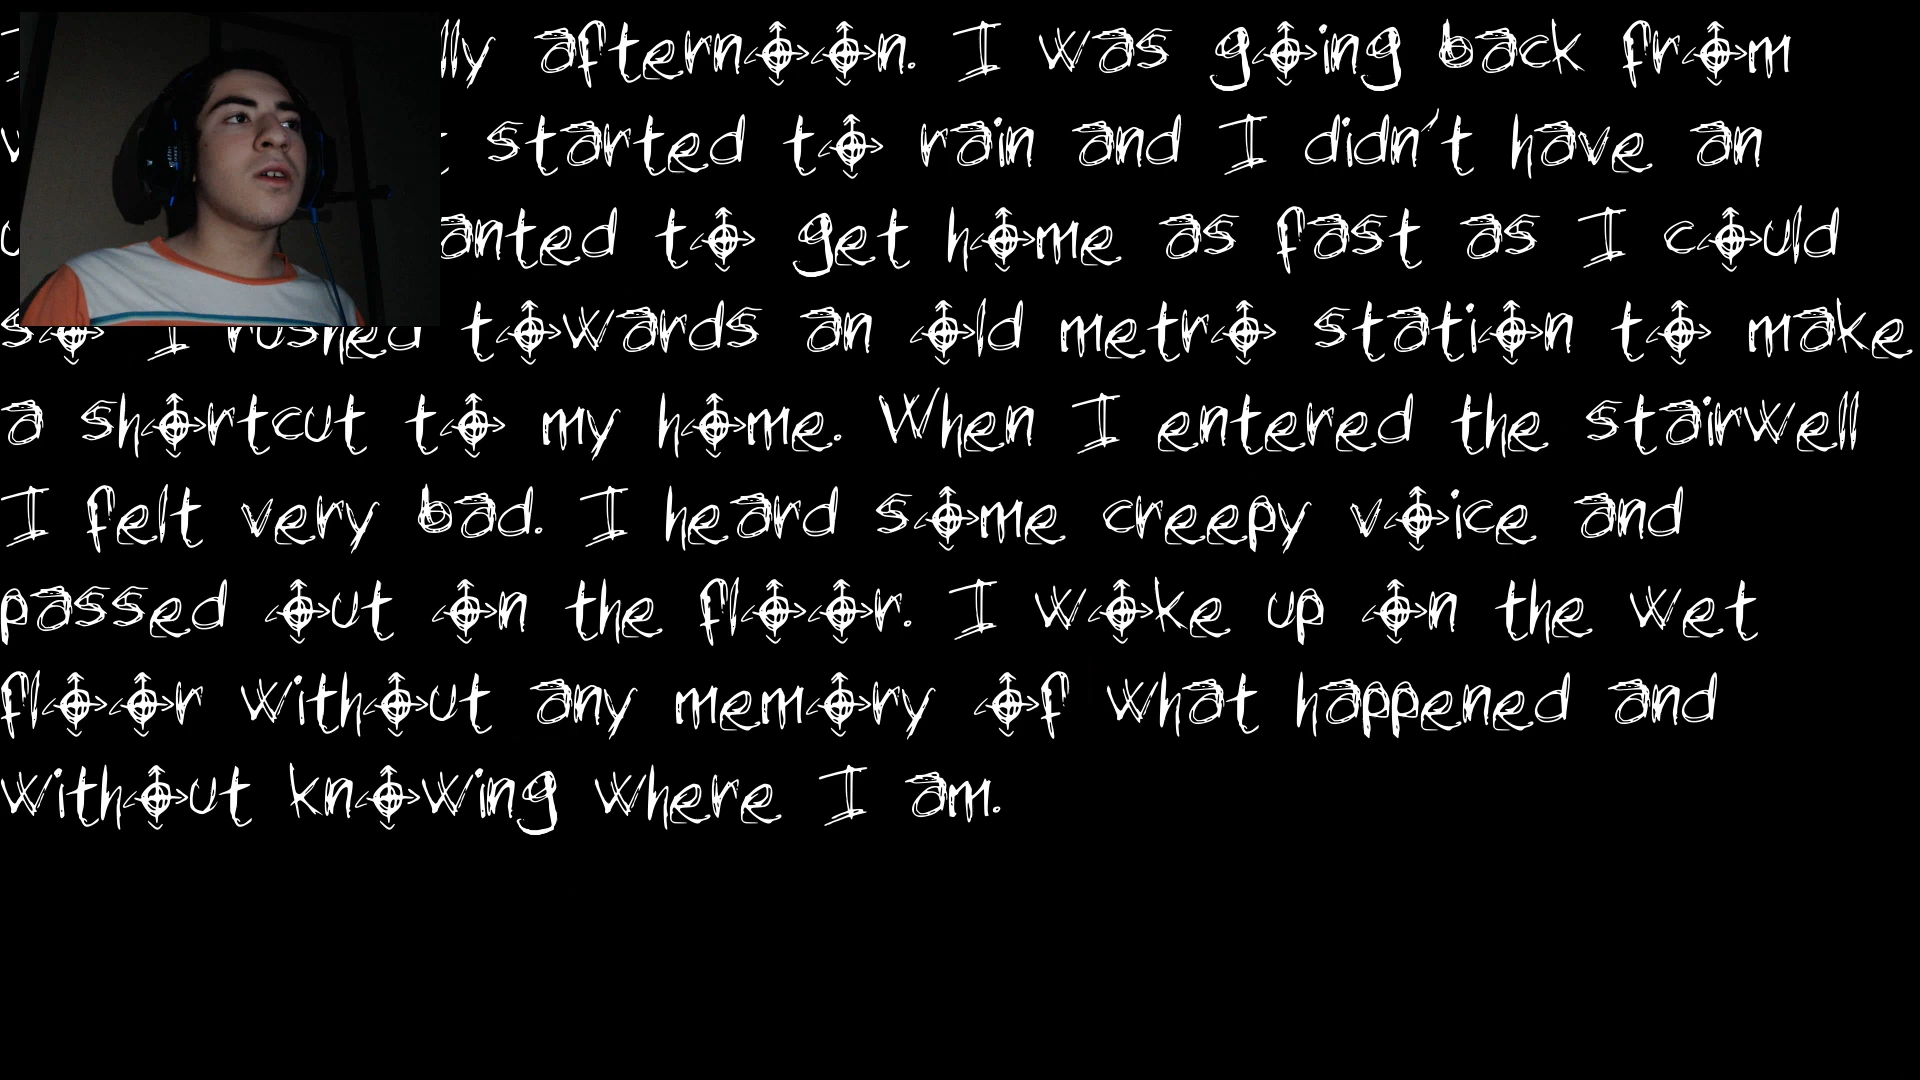 afternoon. I was going back from
started to rain and I didn't have an
to get home as fast as I could
so I rushed towards an old metro station to make
a shortcut to my home. When I entered the stairwell
I felt very bad. I heard some creepy voice and
passed out on the floor. I woke up on the wet
floor without any memory of what happened and
without knowing where I am.